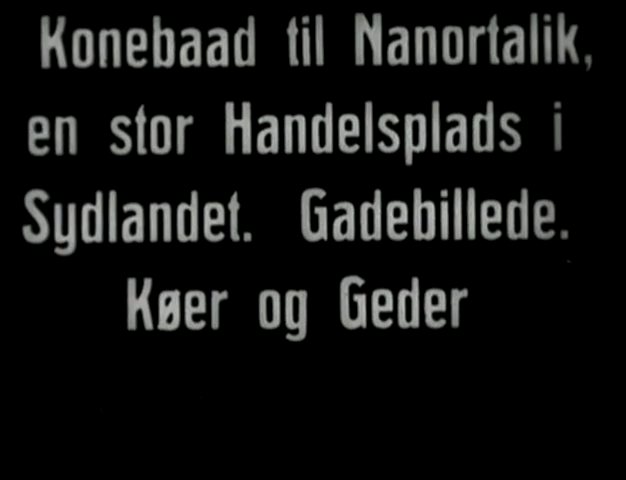 Konebaad til Nanortalik,
en stor Handelsplads i
Sydlandet. Gadebillede.
Køer og Geder